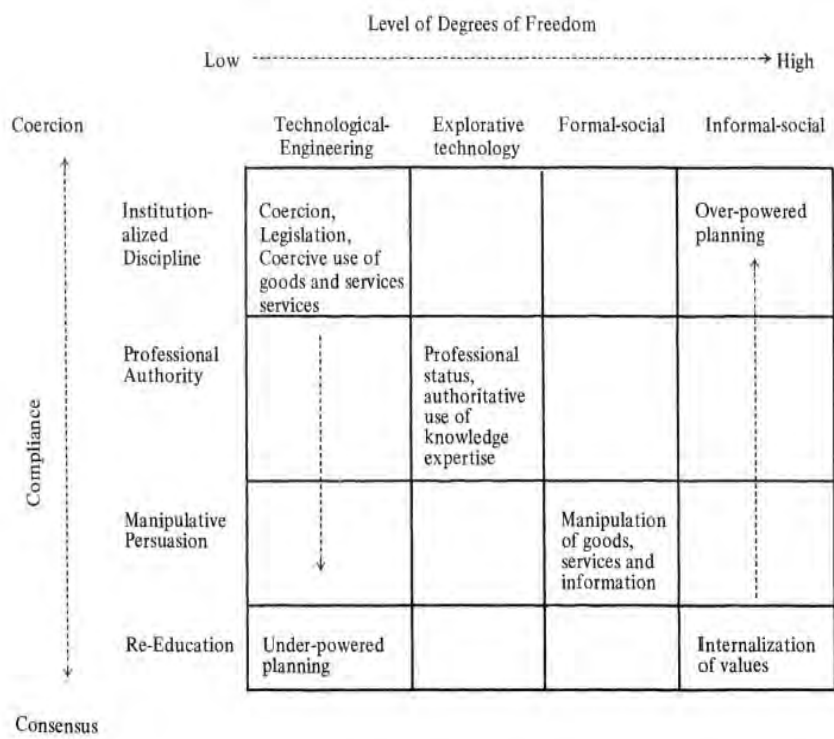 Level of Degrees of Freedom
Low High
Coercion
Technological-
Engineering
Explorative
technology
Formal-social
Informal-social
Institution-
alized
Discipline
Coercion,
Legislation,
Coercive use of
goods and services
services
Over-powered
planning
Professional
Authority
Professional
status,
authoritative
use of
knowledge
expertise
Compliance
Manipulative
Persuasion
Manipulation
of goods,
services and
information
Re-Education
Under-powered
planning
Internalization
of values
Consensus